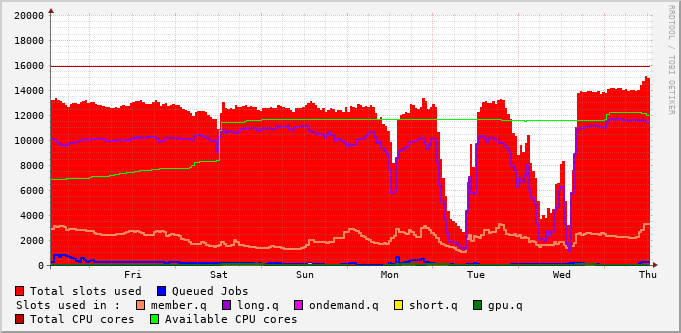 20000
18000
16000
14000
12000
10000
8000
6000
4000
2000
0
Fri Sat Sun Mon Tue Wed Thu
RRDTOOL / TOBI OETIKER
Total slots used Queued Jobs
Slots used in : member.q long.q ondemand.q short.q gpu.q
Total CPU cores Available CPU cores